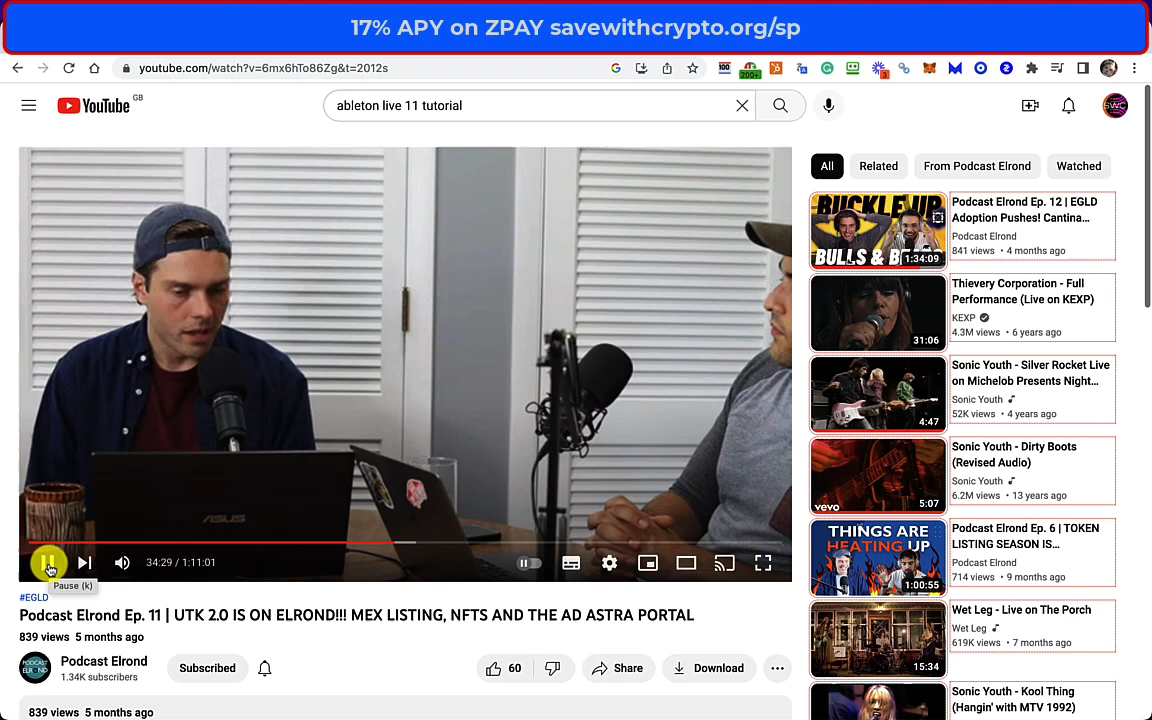 17% APY on ZPAY savewithcrypto.org/sp
youtube.com/watch?v=6mx6hTo86Zg&t=2012s
100
200+
3
YouTube GB
ableton live 11 tutorial
SWC
All
Related
From Podcast Elrond
Watched
BUCKLE UP
BULLS & BE
1:34:09
Podcast Elrond Ep. 12 | EGLD
Adoption Pushes! Cantina...
Podcast Elrond
841 views • 4 months ago
31:06
Thievery Corporation - Full
Performance (Live on KEXP)
KEXP
4.3M views • 6 years ago
4:47
Sonic Youth - Silver Rocket Live
on Michelob Presents Night...
Sonic Youth
52K views • 4 years ago
vevo
5:07
Sonic Youth - Dirty Boots
(Revised Audio)
Sonic Youth
6.2M views • 13 years ago
THINGS ARE
HEATING UP
1:00:55
Podcast Elrond Ep. 6 | TOKEN
LISTING SEASON IS...
Podcast Elrond
714 views • 9 months ago
15:34
Wet Leg - Live on The Porch
Wet Leg
619K views • 7 months ago
Sonic Youth - Kool Thing
(Hangin' with MTV 1992)
ASUS
34:29 / 1:11:01
Pause (k)
#EGLD
Podcast Elrond Ep. 11 | UTK 2.0 IS ON ELROND!!! MEX LISTING, NFTS AND THE AD ASTRA PORTAL
839 views 5 months ago
PODCAST
ELROND
Podcast Elrond
1.34K subscribers
Subscribed
60
Share
Download
839 views 5 months ago